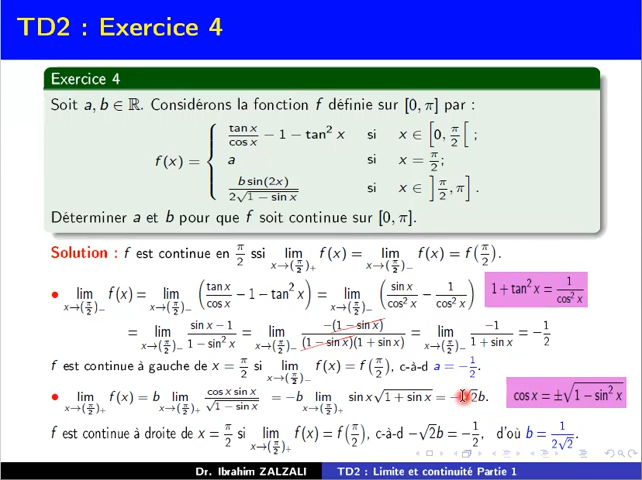 TD2 : Exercice 4
Exercice 4
Soit a, b ∈ ℝ. Considérons la fonction f définie sur [0, π] par :
f(x) = { tan x / cos x − 1 − tan² x si x ∈ [0, π/2[ ;
a si x = π/2;
b sin(2x) / 2√(1 − sin x) si x ∈ ]π/2, π] .
Déterminer a et b pour que f soit continue sur [0, π].
Solution : f est continue en π/2 ssi lim x→(π/2)+ f(x) = lim x→(π/2)− f(x) = f(π/2).
• lim x→(π/2)− f(x) = lim x→(π/2)− (tan x / cos x − 1 − tan² x) = lim x→(π/2)− (sin x / cos² x − 1 / cos² x) 1 + tan² x = 1 / cos² x
= lim x→(π/2)− (sin x − 1) / (1 − sin² x) = lim x→(π/2)− −(1 − sin x) / (1 − sin x)(1 + sin x) = lim x→(π/2)− −1 / (1 + sin x) = −1/2
f est continue à gauche de x = π/2 si lim x→(π/2)− f(x) = f(π/2), c-à-d a = −1/2.
• lim x→(π/2)+ f(x) = b lim x→(π/2)+ cos x sin x / √(1 − sin x) = −b lim x→(π/2)+ sin x √(1 + sin x) = −√2b. cos x = ±√(1 − sin² x)
f est continue à droite de x = π/2 si lim x→(π/2)+ f(x) = f(π/2), c-à-d −√2b = −1/2, d'où b = 1 / 2√2.
Dr. Ibrahim ZALZALI TD2 : Limite et continuité Partie 1